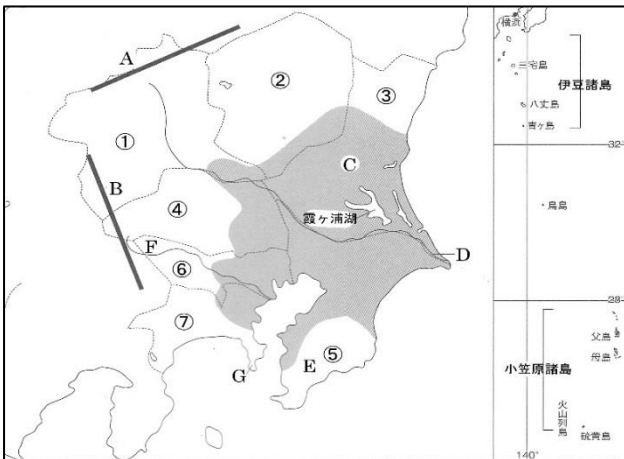 A
②
③
①
B
C
④
霞ヶ浦湖
D
F
⑥
⑦
⑤
E
G
横浜
三宅島
伊豆諸島
八丈島
青ヶ島
32
鳥島
28
父島
母島
小笠原諸島
火山列島
硫黄島
140°